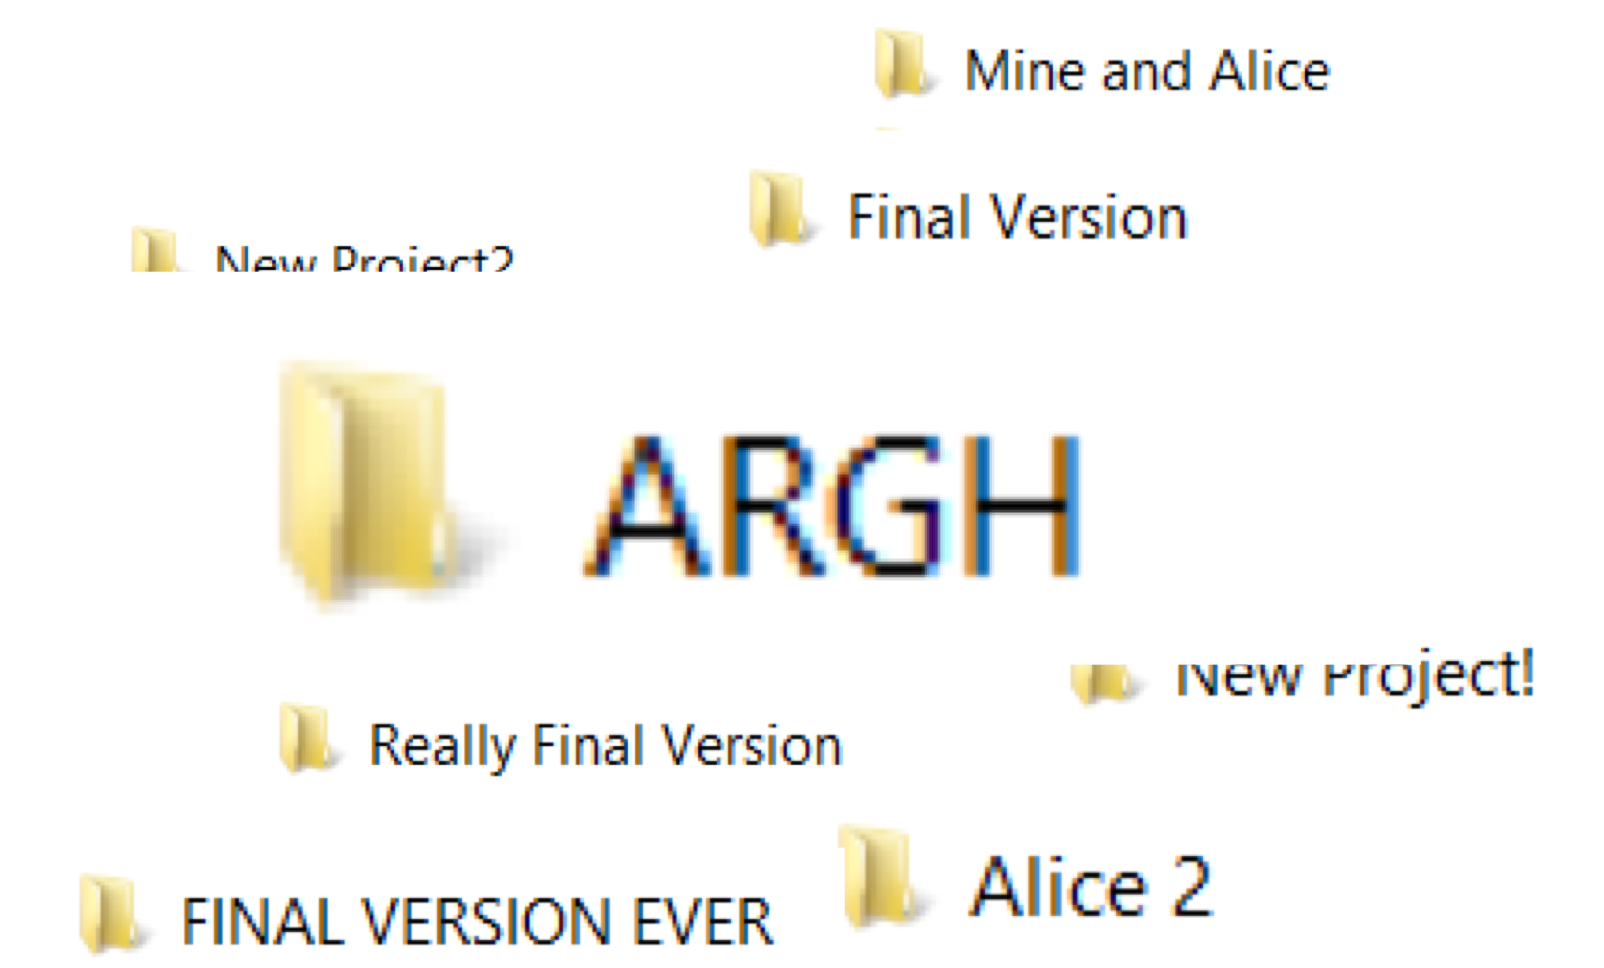 Mine and Alice
Final Version
New Project2
ARGH
New Project!
Really Final Version
Alice 2
FINAL VERSION EVER